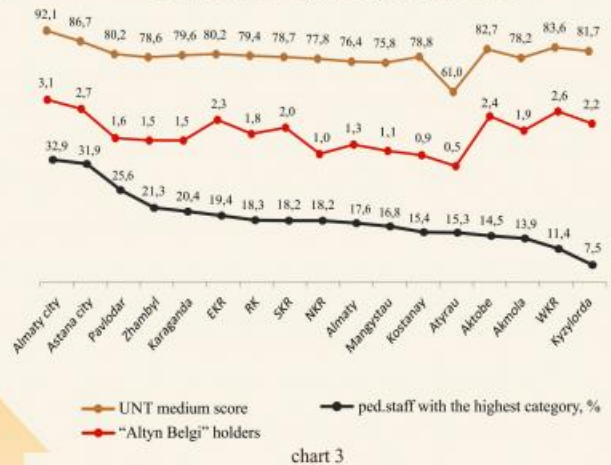 92,1 86,7 80,2 78,6 79,6 80,2 79,4 78,7 77,8 76,4 75,8 78,8 61,0 82,7 78,2 83,6 81,7
3,1 2,7 1,6 1,5 1,5 2,3 1,8 2,0 1,0 1,3 1,1 0,9 0,5 2,4 1,9 2,6 2,2
32,9 31,9 25,6 21,3 20,4 19,4 18,3 18,2 18,2 17,6 16,8 15,4 15,3 14,5 13,9 11,4 7,5
Almaty city
Astana city
Pavlodar
Zhambyl
Karaganda
EKR
RK
SKR
NKR
Almaty
Mangystau
Kostanay
Atyrau
Aktobe
Akmola
WKR
Kyzylorda
UNT medium score
ped.staff with the highest category, %
“Altyn Belgi” holders
chart 3